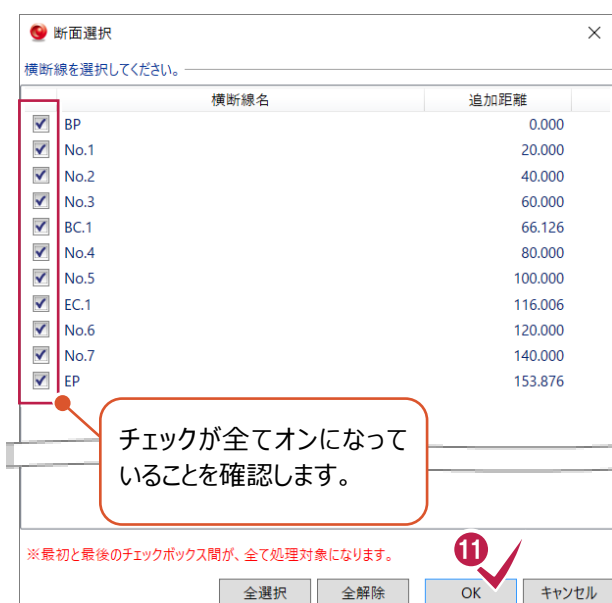 断面選択
横断線を選択してください。
横断線名 追加距離
BP 0.000
No.1 20.000
No.2 40.000
No.3 60.000
BC.1 66.126
No.4 80.000
No.5 100.000
EC.1 116.006
No.6 120.000
No.7 140.000
EP 153.876
チェックが全てオンになって
いることを確認します。
※最初と最後のチェックボックス間が、全て処理対象になります。
11
全選択 全解除 OK キャンセル